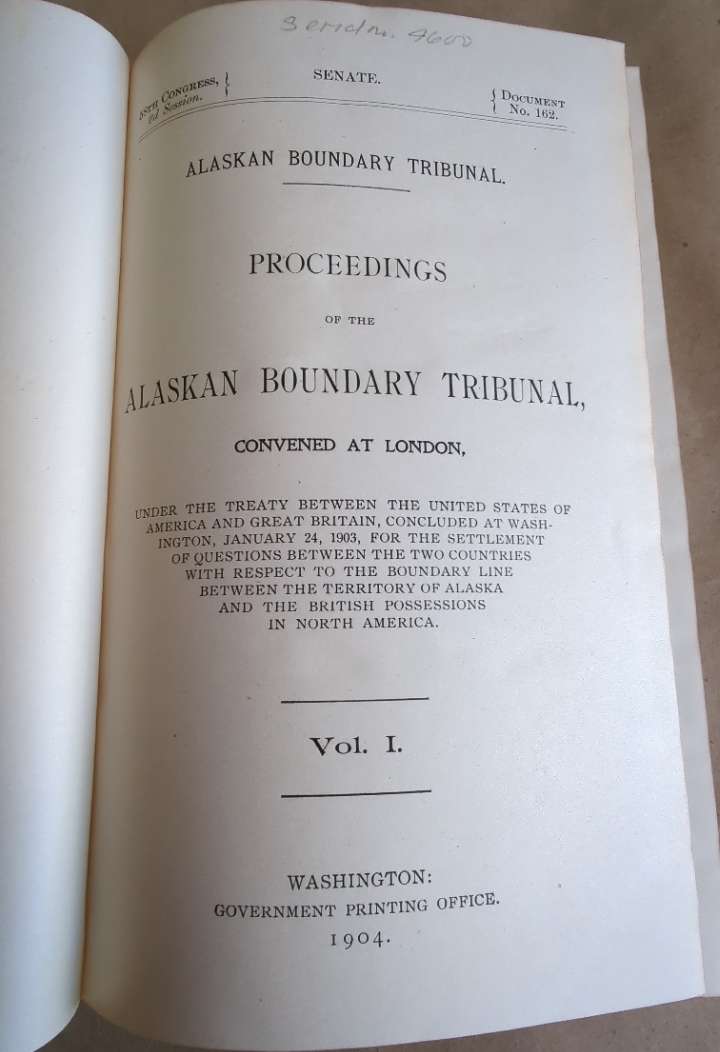 Serial no. 4600
58TH CONGRESS, }
2d Session. }
SENATE.
{ DOCUMENT
{ No. 162.
ALASKAN BOUNDARY TRIBUNAL.
PROCEEDINGS
OF THE
ALASKAN BOUNDARY TRIBUNAL,
CONVENED AT LONDON,
UNDER THE TREATY BETWEEN THE UNITED STATES OF
AMERICA AND GREAT BRITAIN, CONCLUDED AT WASH-
INGTON, JANUARY 24, 1903, FOR THE SETTLEMENT
OF QUESTIONS BETWEEN THE TWO COUNTRIES
WITH RESPECT TO THE BOUNDARY LINE
BETWEEN THE TERRITORY OF ALASKA
AND THE BRITISH POSSESSIONS
IN NORTH AMERICA.
Vol. I.
WASHINGTON:
GOVERNMENT PRINTING OFFICE.
1904.